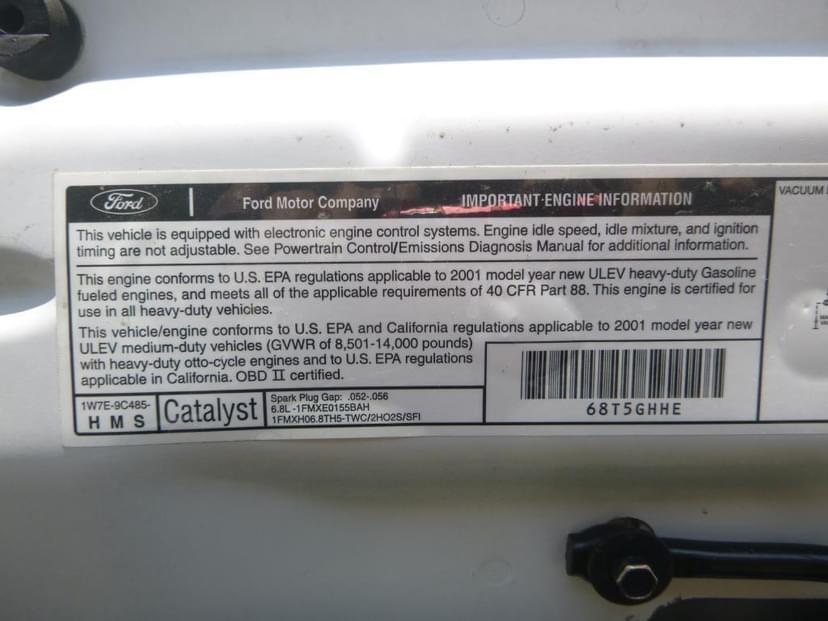 Ford
Ford Motor Company
IMPORTANT ENGINE INFORMATION
This vehicle is equipped with electronic engine control systems. Engine idle speed, idle mixture, and ignition
timing are not adjustable. See Powertrain Control/Emissions Diagnosis Manual for additional information.
This engine conforms to U.S. EPA regulations applicable to 2001 model year new ULEV heavy-duty Gasoline
fueled engines, and meets all of the applicable requirements of 40 CFR Part 88. This engine is certified for
use in all heavy-duty vehicles.
This vehicle/engine conforms to U.S. EPA and California regulations applicable to 2001 model year new
ULEV medium-duty vehicles (GVWR of 8,501-14,000 pounds)
with heavy-duty otto-cycle engines and to U.S. EPA regulations
applicable in California. OBD II certified.
1W7E-9C485-
HMS
Catalyst
Spark Plug Gap: .052-.056
6.8L -1FMXE0155BAH
1FMXH06.8TH5-TWC/2HO2S/SFI
68T5GHHE
VACUUM